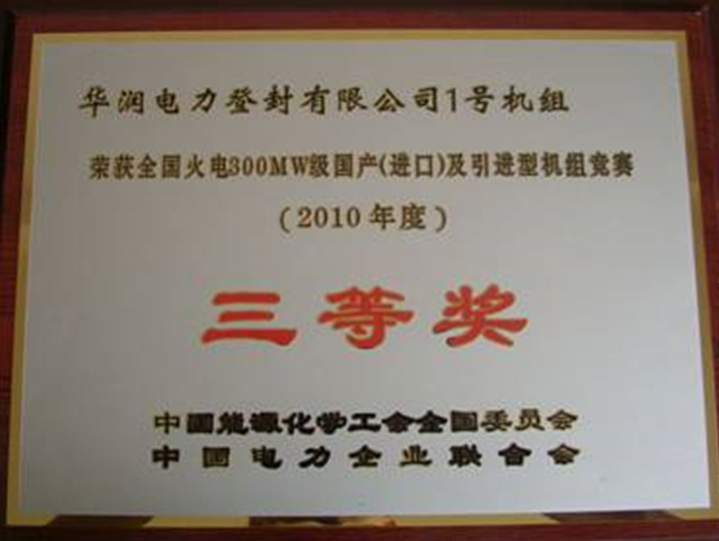 华润电力登封有限公司1号机组
荣获全国火电300MW级国产(进口)及引进型机组竞赛
(2010年度)
三等奖
中国能源化学工会全国委员会
中国电力企业联合会